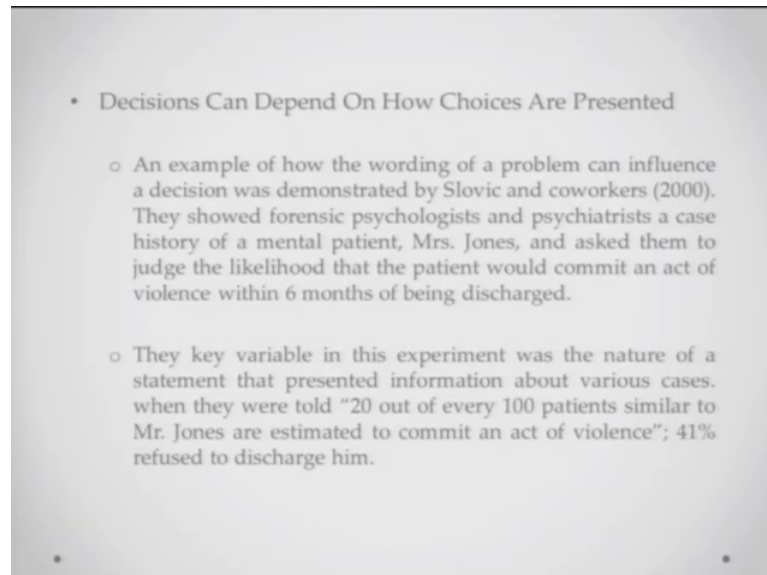 • Decisions Can Depend On How Choices Are Presented
o An example of how the wording of a problem can influence
a decision was demonstrated by Slovic and coworkers (2000).
They showed forensic psychologists and psychiatrists a case
history of a mental patient, Mrs. Jones, and asked them to
judge the likelihood that the patient would commit an act of
violence within 6 months of being discharged.
o They key variable in this experiment was the nature of a
statement that presented information about various cases.
when they were told “20 out of every 100 patients similar to
Mr. Jones are estimated to commit an act of violence”; 41%
refused to discharge him.